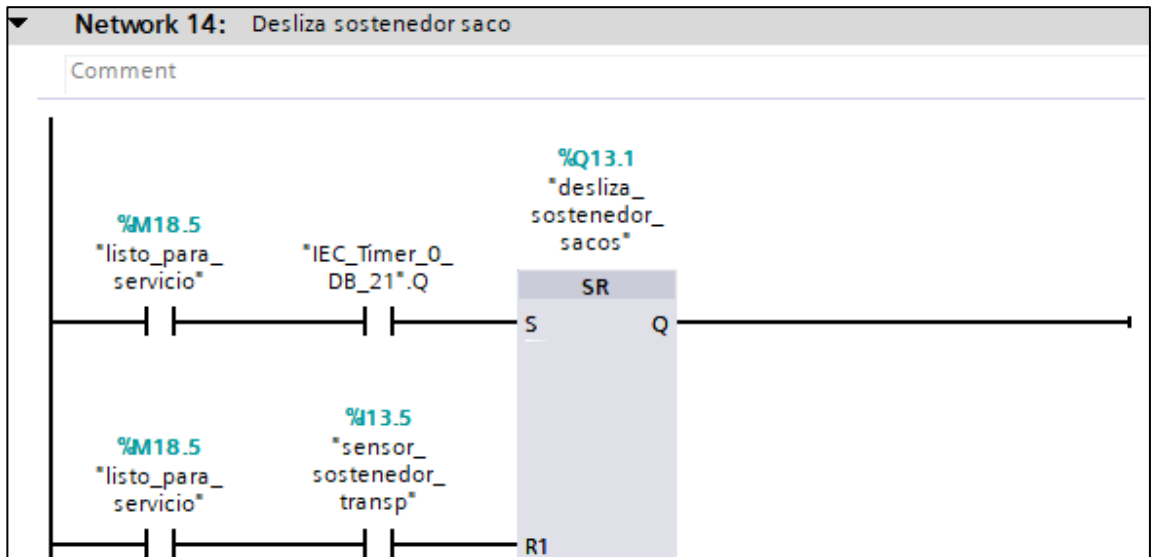 Network 14: Desliza sostenedor saco
Comment
%Q13.1
"desliza_
sostenedor_
sacos"
%M18.5
"listo_para_
servicio"
"IEC_Timer_0_
DB_21".Q
SR
S
Q
%I13.5
"sensor_
sostenedor_
transp"
%M18.5
"listo_para_
servicio"
R1